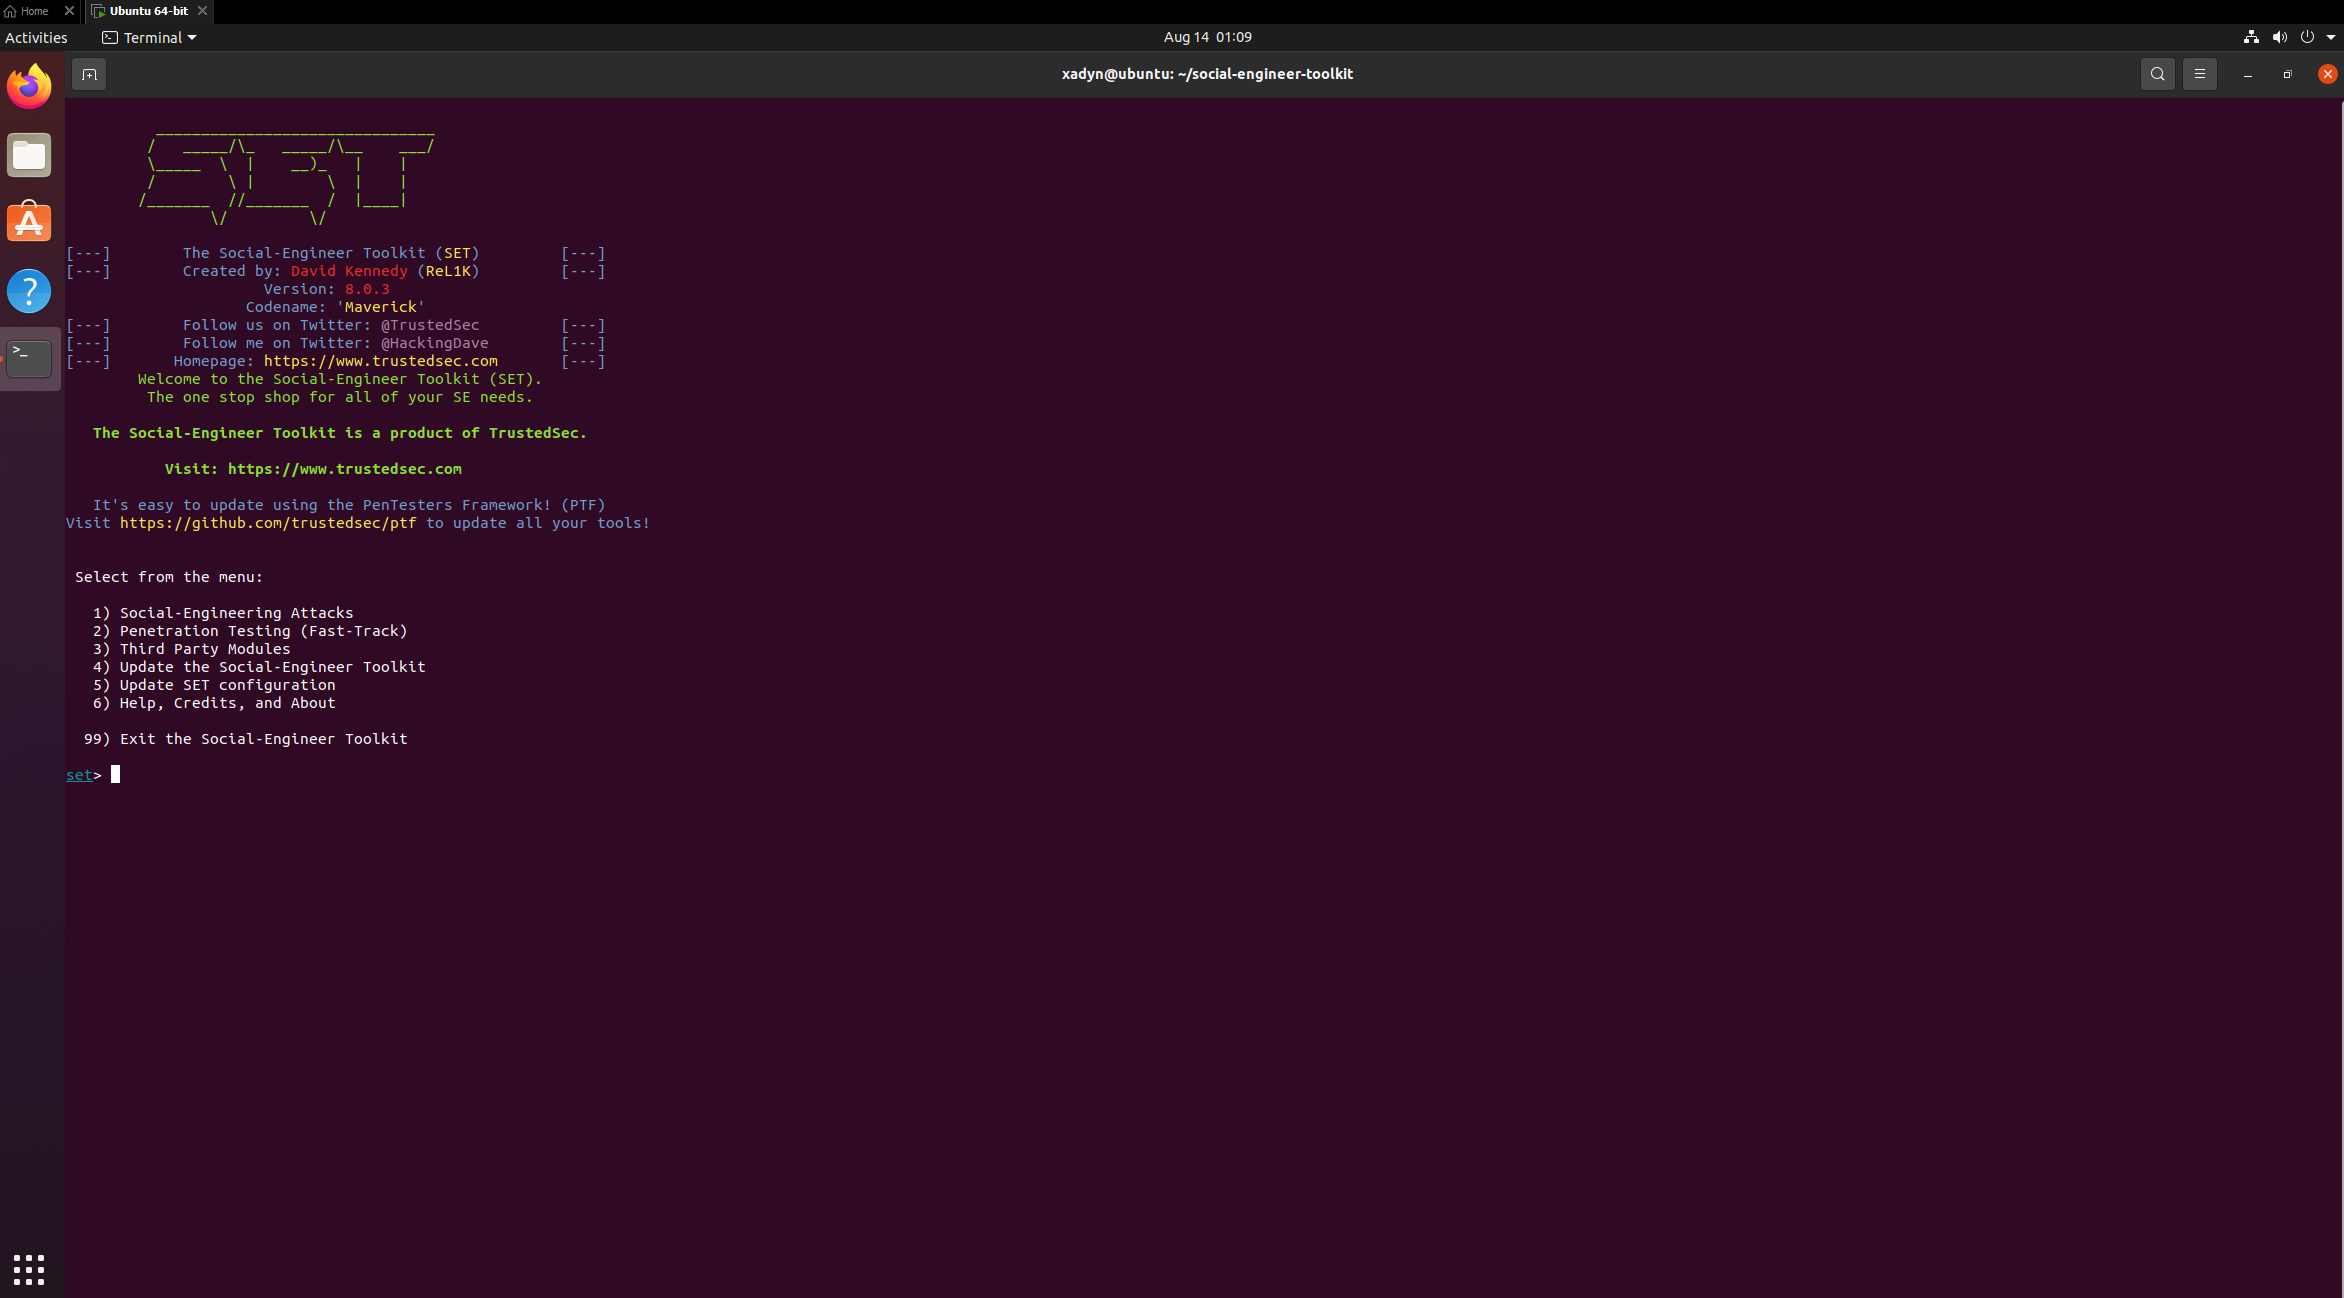 Home
Ubuntu 64-bit
Activities
Terminal
Aug 14 01:09
xadyn@ubuntu: ~/social-engineer-toolkit
[---] The Social-Engineer Toolkit (SET) [---]
[---] Created by: David Kennedy (ReL1K) [---]
Version: 8.0.3
Codename: 'Maverick'
[---] Follow us on Twitter: @TrustedSec [---]
[---] Follow me on Twitter: @HackingDave [---]
[---] Homepage: https://www.trustedsec.com [---]
Welcome to the Social-Engineer Toolkit (SET).
The one stop shop for all of your SE needs.
The Social-Engineer Toolkit is a product of TrustedSec.
Visit: https://www.trustedsec.com
It's easy to update using the PenTesters Framework! (PTF)
Visit https://github.com/trustedsec/ptf to update all your tools!
Select from the menu:
1) Social-Engineering Attacks
2) Penetration Testing (Fast-Track)
3) Third Party Modules
4) Update the Social-Engineer Toolkit
5) Update SET configuration
6) Help, Credits, and About
99) Exit the Social-Engineer Toolkit
set>